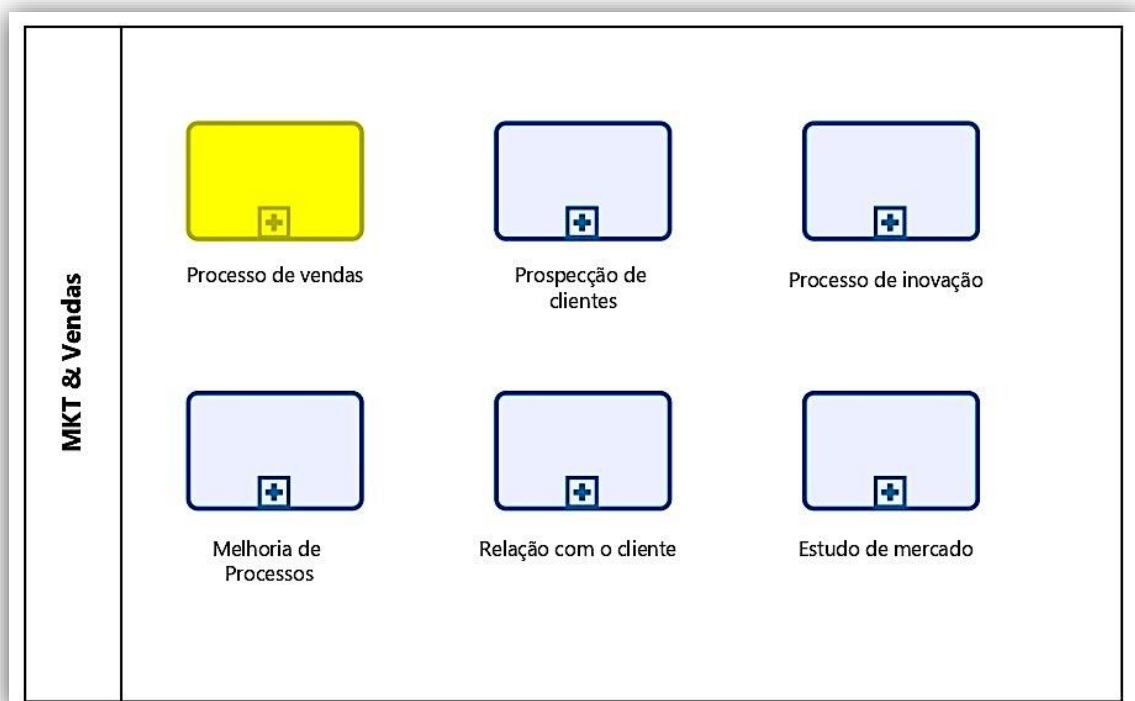 MKT & Vendas
Processo de vendas
Prospecção de
clientes
Processo de inovação
Melhoria de
Processos
Relação com o cliente
Estudo de mercado